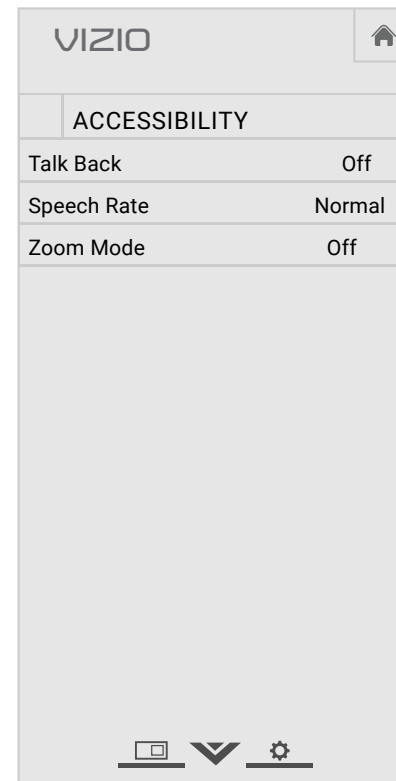 VIZIO
ACCESSIBILITY
Talk Back Off
Speech Rate Normal
Zoom Mode Off